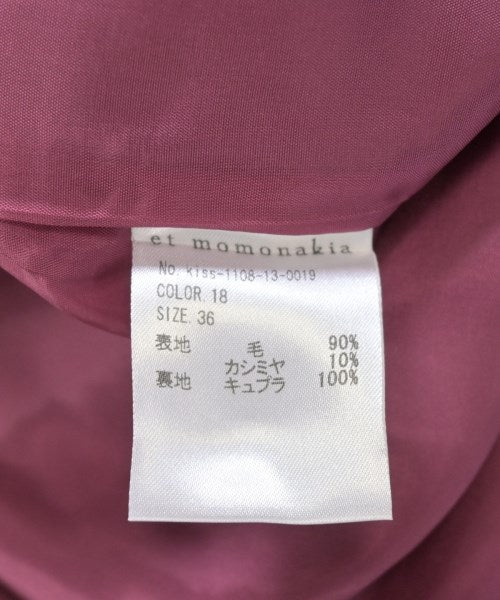 et momonakia
No. kiss-1108-13-0019
COLOR. 18
SIZE. 36
表地 毛 90%
カシミヤ 10%
裏地 キュプラ 100%